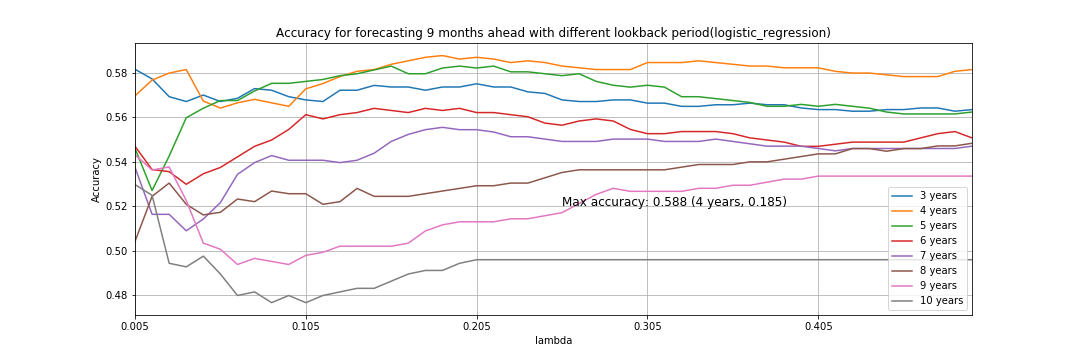 Accuracy for forecasting 9 months ahead with different lookback period(logistic_regression)
Accuracy
0.58
0.56
0.54
0.52
0.50
0.48
Max accuracy: 0.588 (4 years, 0.185)
3 years
4 years
5 years
6 years
7 years
8 years
9 years
10 years
0.005 0.105 0.205 0.305 0.405
lambda